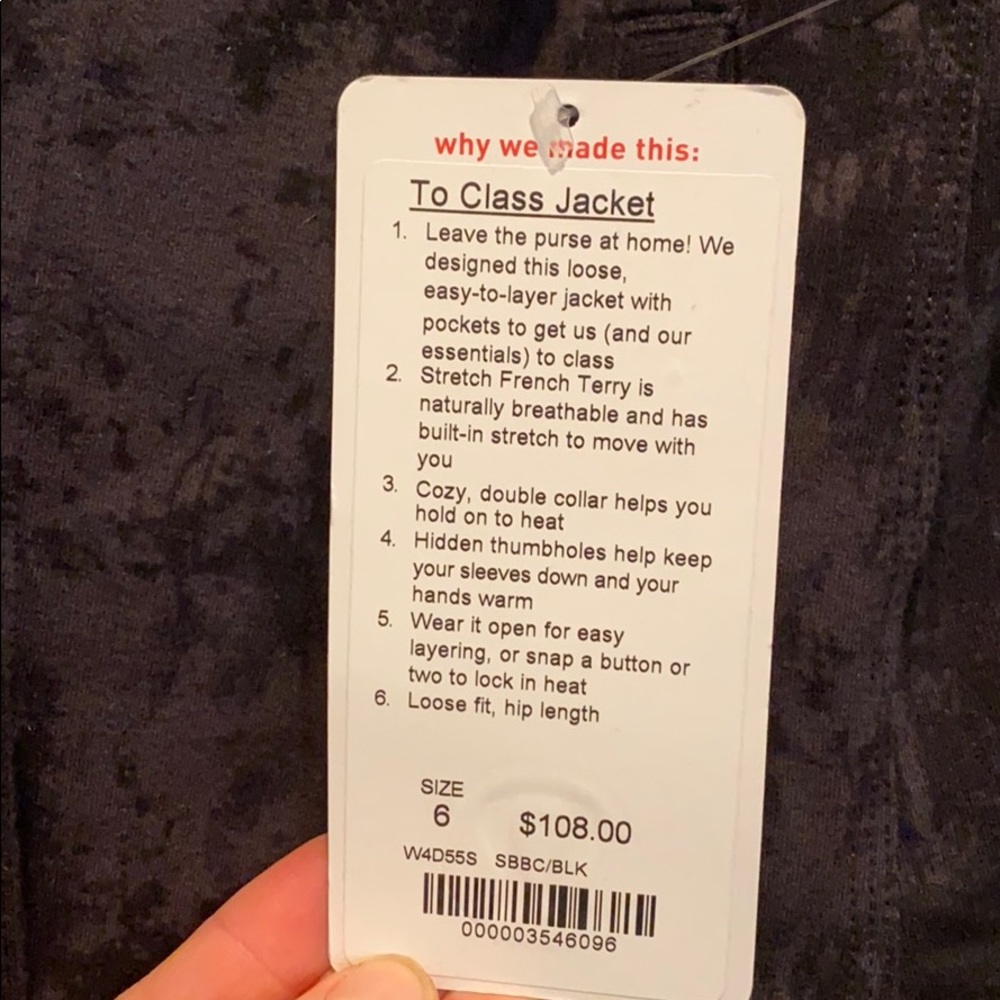 why we made this:
To Class Jacket
1. Leave the purse at home! We
designed this loose,
easy-to-layer jacket with
pockets to get us (and our
essentials) to class
2. Stretch French Terry is
naturally breathable and has
built-in stretch to move with
you
3. Cozy, double collar helps you
hold on to heat
4. Hidden thumbholes help keep
your sleeves down and your
hands warm
5. Wear it open for easy
layering, or snap a button or
two to lock in heat
6. Loose fit, hip length
SIZE
6 $108.00
W4D55S SBBC/BLK
000003546096